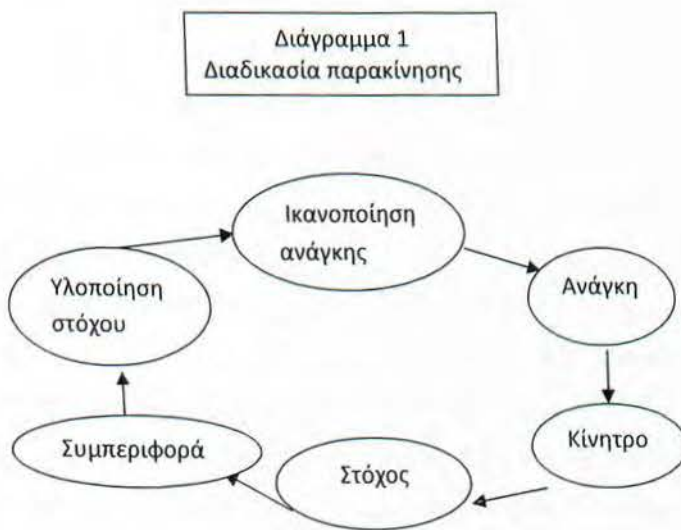 Διάγραμμα 1
Διαδικασία παρακίνησης
Ικανοποίηση
ανάγκης
Ανάγκη
Κίνητρο
Στόχος
Συμπεριφορά
Υλοποίηση
στόχου